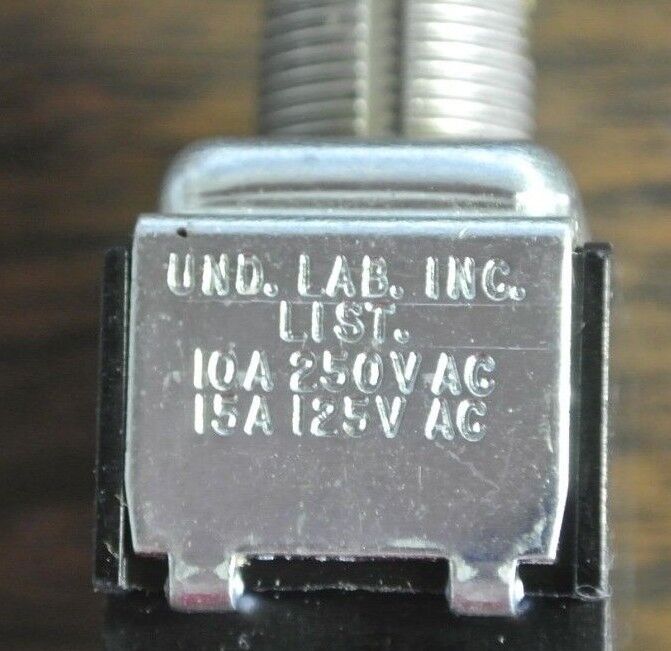 UND. LAB. INC.
LIST.
10A 250V AC
15A 125V AC